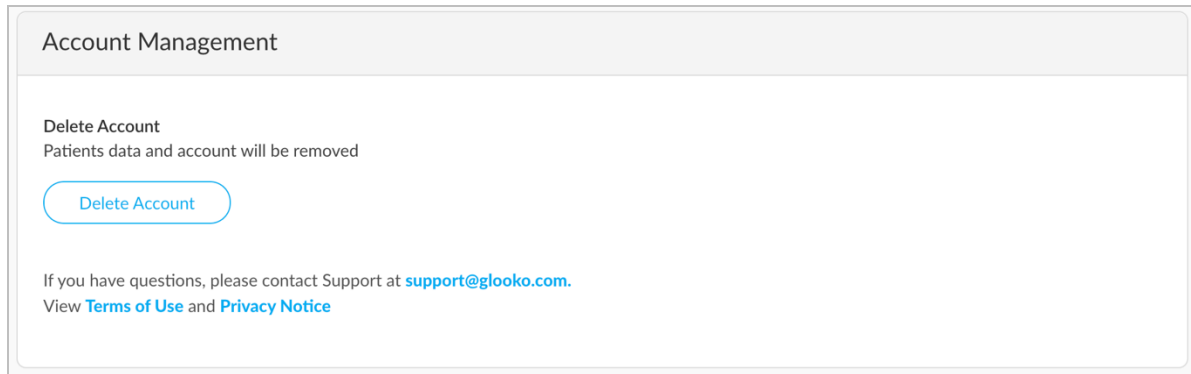 Account Management
Delete Account
Patients data and account will be removed
Delete Account
If you have questions, please contact Support at support@glooko.com.
View Terms of Use and Privacy Notice